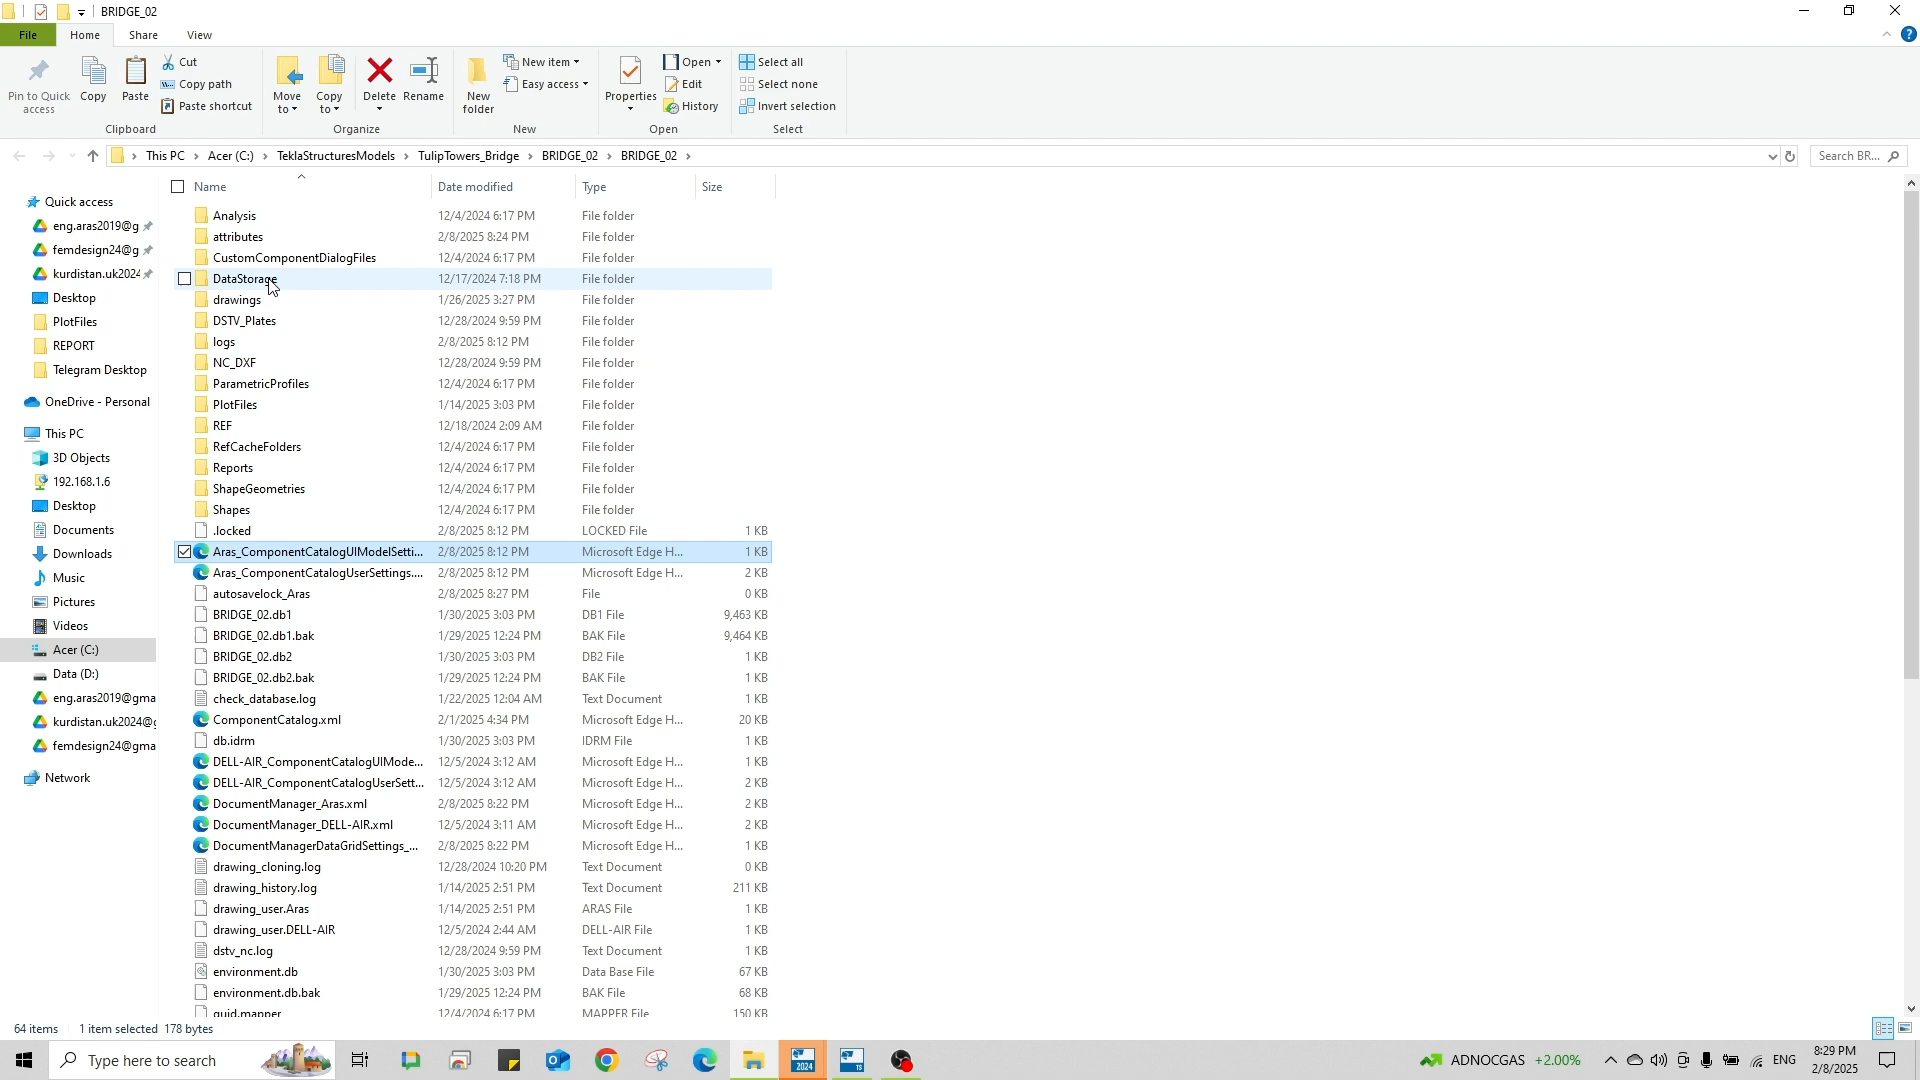 BRIDGE_02
File Home Share View
Pin to Quick access
Copy
Paste
Cut
Copy path
Paste shortcut
Clipboard
Move to
Copy to
Delete
Rename
Organize
New folder
New item
Easy access
New
Properties
Open
Edit
History
Open
Select all
Select none
Invert selection
Select
This PC > Acer (C:) > TeklaStructuresModels > TulipTowers_Bridge > BRIDGE_02 > BRIDGE_02 >
Search BR...
Quick access
eng.aras2019@g
femdesign24@g
kurdistan.uk2024
Desktop
PlotFiles
REPORT
Telegram Desktop
OneDrive - Personal
This PC
3D Objects
192.168.1.6
Desktop
Documents
Downloads
Music
Pictures
Videos
Acer (C:)
Data (D:)
eng.aras2019@gma
kurdistan.uk2024@g
femdesign24@gma
Network
Name Date modified Type Size
Analysis 12/4/2024 6:17 PM File folder
attributes 2/8/2025 8:24 PM File folder
CustomComponentDialogFiles 12/4/2024 6:17 PM File folder
DataStorage 12/17/2024 7:18 PM File folder
drawings 1/26/2025 3:27 PM File folder
DSTV_Plates 12/28/2024 9:59 PM File folder
logs 2/8/2025 8:12 PM File folder
NC_DXF 12/28/2024 9:59 PM File folder
ParametricProfiles 12/4/2024 6:17 PM File folder
PlotFiles 1/14/2025 3:03 PM File folder
REF 12/18/2024 2:09 AM File folder
RefCacheFolders 12/4/2024 6:17 PM File folder
Reports 12/4/2024 6:17 PM File folder
ShapeGeometries 12/4/2024 6:17 PM File folder
Shapes 12/4/2024 6:17 PM File folder
.locked 2/8/2025 8:12 PM LOCKED File 1 KB
Aras_ComponentCatalogUIModelSetti... 2/8/2025 8:12 PM Microsoft Edge H... 1 KB
Aras_ComponentCatalogUserSettings.... 2/8/2025 8:12 PM Microsoft Edge H... 2 KB
autosavelock_Aras 2/8/2025 8:27 PM File 0 KB
BRIDGE_02.db1 1/30/2025 3:03 PM DB1 File 9,463 KB
BRIDGE_02.db1.bak 1/29/2025 12:24 PM BAK File 9,464 KB
BRIDGE_02.db2 1/30/2025 3:03 PM DB2 File 1 KB
BRIDGE_02.db2.bak 1/29/2025 12:24 PM BAK File 1 KB
check_database.log 1/22/2025 12:04 AM Text Document 1 KB
ComponentCatalog.xml 2/1/2025 4:34 PM Microsoft Edge H... 20 KB
db.idrm 1/30/2025 3:03 PM IDRM File 1 KB
DELL-AIR_ComponentCatalogUIMode... 12/5/2024 3:12 AM Microsoft Edge H... 1 KB
DELL-AIR_ComponentCatalogUserSett... 12/5/2024 3:12 AM Microsoft Edge H... 2 KB
DocumentManager_Aras.xml 2/8/2025 8:22 PM Microsoft Edge H... 2 KB
DocumentManager_DELL-AIR.xml 12/5/2024 3:11 AM Microsoft Edge H... 2 KB
DocumentManagerDataGridSettings_... 2/8/2025 8:22 PM Microsoft Edge H... 1 KB
drawing_cloning.log 12/28/2024 10:20 PM Text Document 0 KB
drawing_history.log 1/14/2025 2:51 PM Text Document 211 KB
drawing_user.Aras 1/14/2025 2:51 PM ARAS File 1 KB
drawing_user.DELL-AIR 12/5/2024 2:44 AM DELL-AIR File 1 KB
dstv_nc.log 12/28/2024 9:59 PM Text Document 1 KB
environment.db 1/30/2025 3:03 PM Data Base File 67 KB
environment.db.bak 1/29/2025 12:24 PM BAK File 68 KB
guid.mapper 12/4/2024 6:17 PM MAPPER File 150 KB
64 items 1 item selected 178 bytes
Type here to search
2024
TS
ADNOCGAS +2.00%
ENG
8:29 PM
2/8/2025